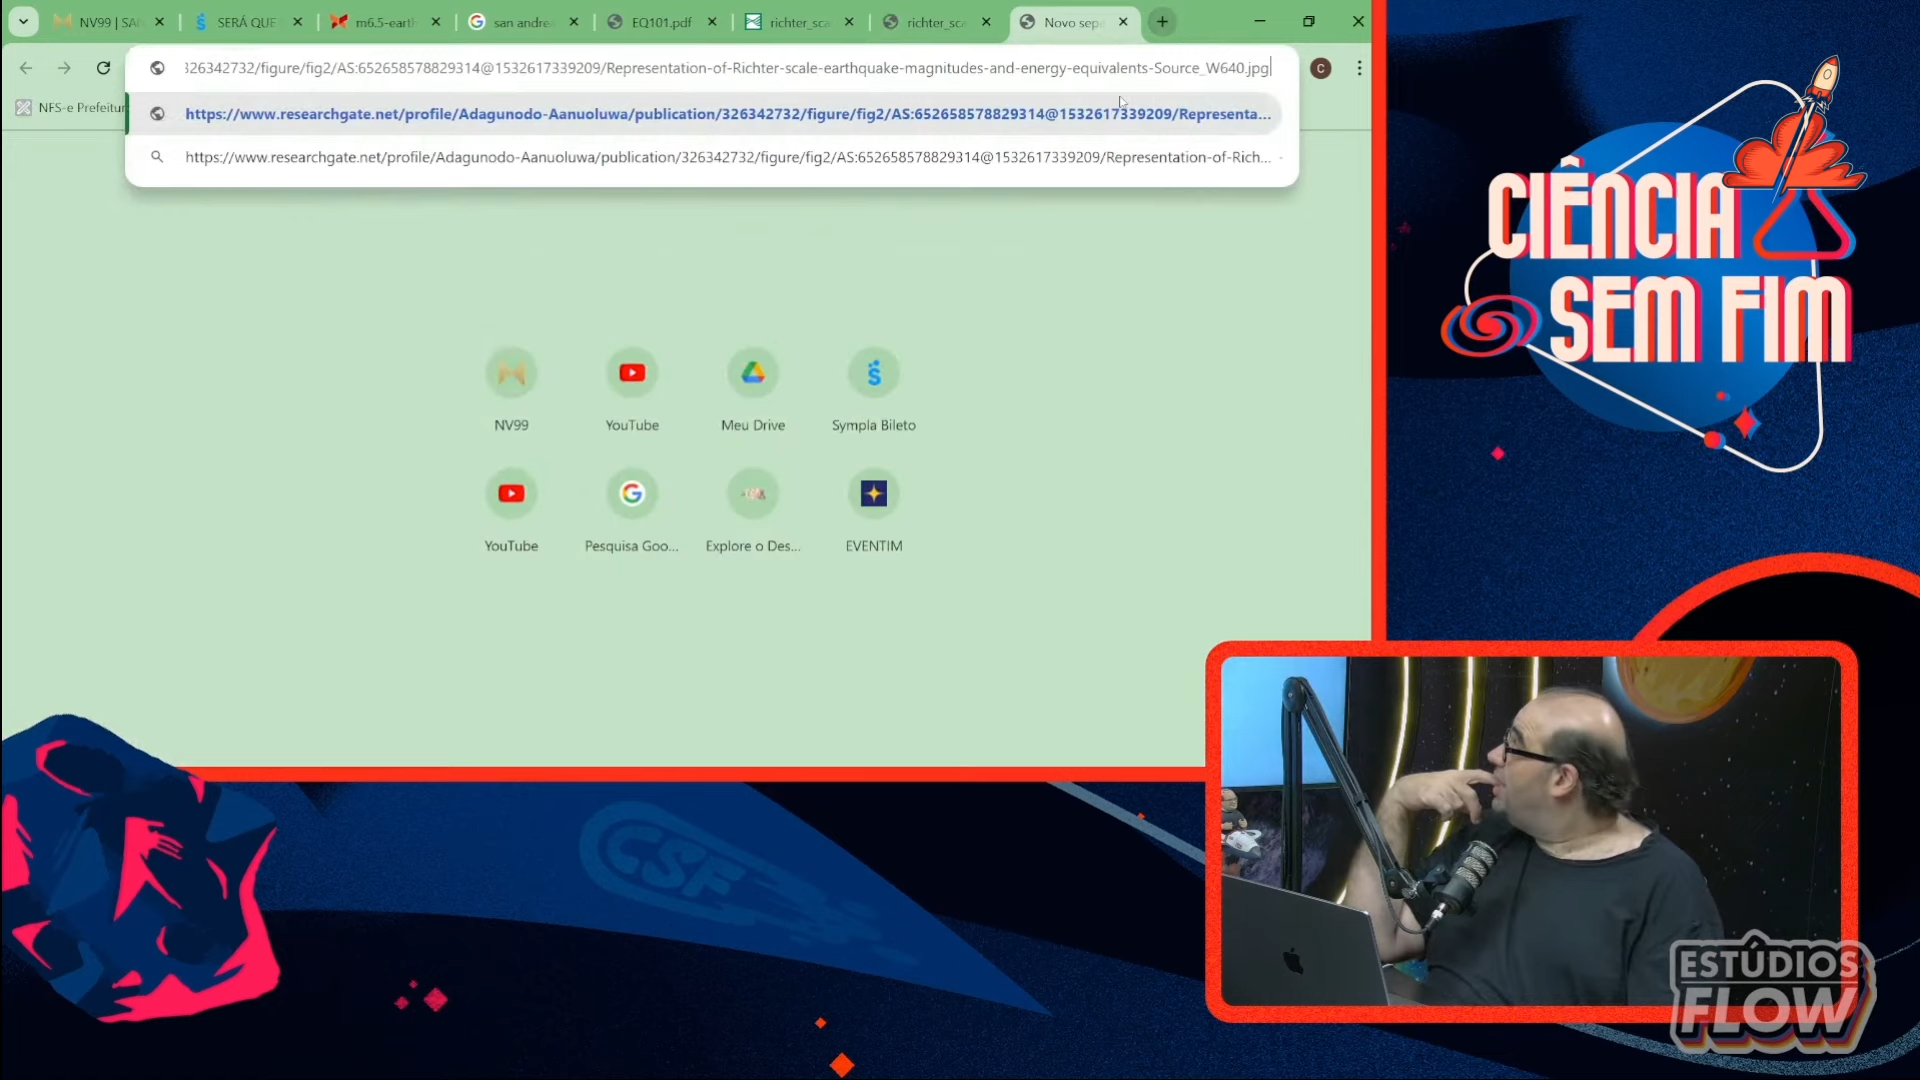 NV99 | SAI
SERÁ QUE
m6.5-earth
san andrea
EQ101.pdf
richter_sca
richter_sca
Novo sepa
326342732/figure/fig2/AS:652658578829314@1532617339209/Representation-of-Richter-scale-earthquake-magnitudes-and-energy-equivalents-Source_W640.jpg
C
NFS-e Prefeitur
https://www.researchgate.net/profile/Adagunodo-Aanuoluwa/publication/326342732/figure/fig2/AS:652658578829314@1532617339209/Representa...
https://www.researchgate.net/profile/Adagunodo-Aanuoluwa/publication/326342732/figure/fig2/AS:652658578829314@1532617339209/Representation-of-Rich... -
NV99
YouTube
Meu Drive
Sympla Bileto
YouTube
Pesquisa Goo...
Explore o Des...
EVENTIM
CIÊNCIA
SEM FIM
CSF
ESTÚDIOS
FLOW